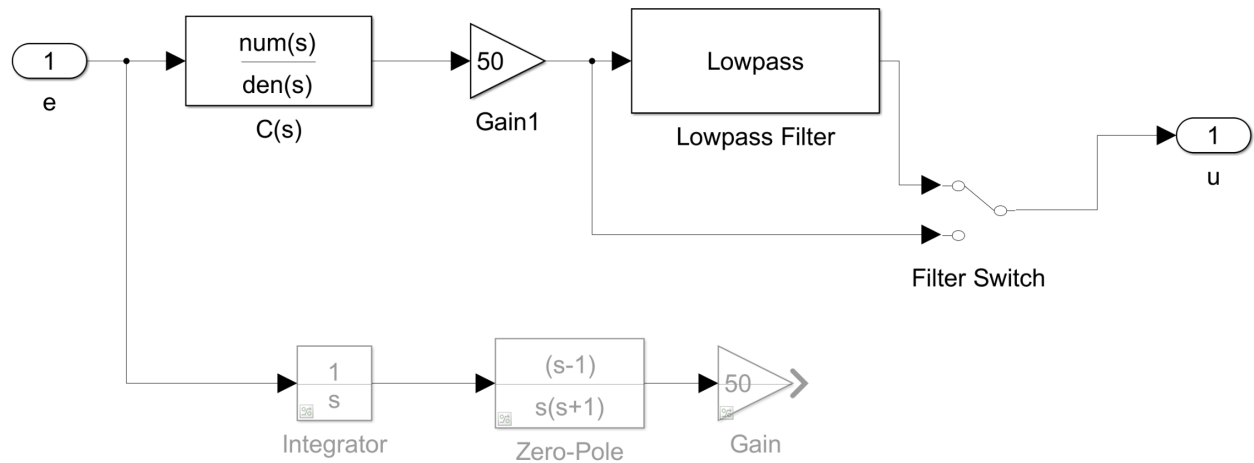 1
e
num(s)
den(s)
C(s)
50
Gain1
Lowpass
Lowpass Filter
1
u
Filter Switch
1
s
Integrator
(s-1)
s(s+1)
Zero-Pole
50
Gain